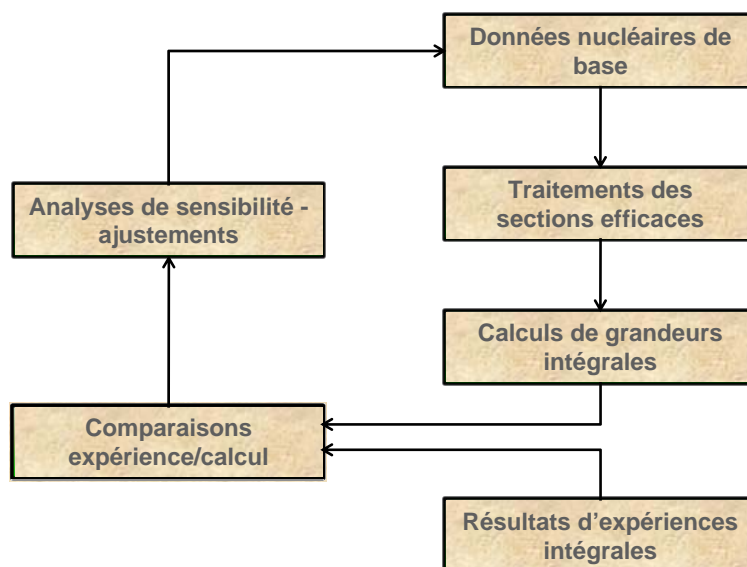 Données nucléaires de
base
Analyses de sensibilité -
ajustements
Traitements des
sections efficaces
Calculs de grandeurs
intégrales
Comparaisons
expérience/calcul
Résultats d’expériences
intégrales